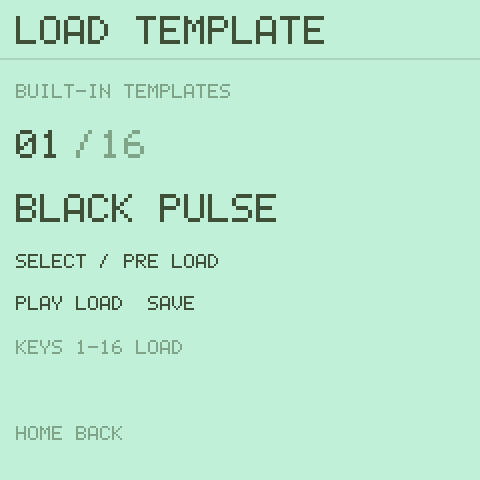 LOAD TEMPLATE
BUILT-IN TEMPLATES
01 /16
BLACK PULSE
SELECT / PRE LOAD
PLAY LOAD  SAVE
KEYS 1-16 LOAD
HOME BACK